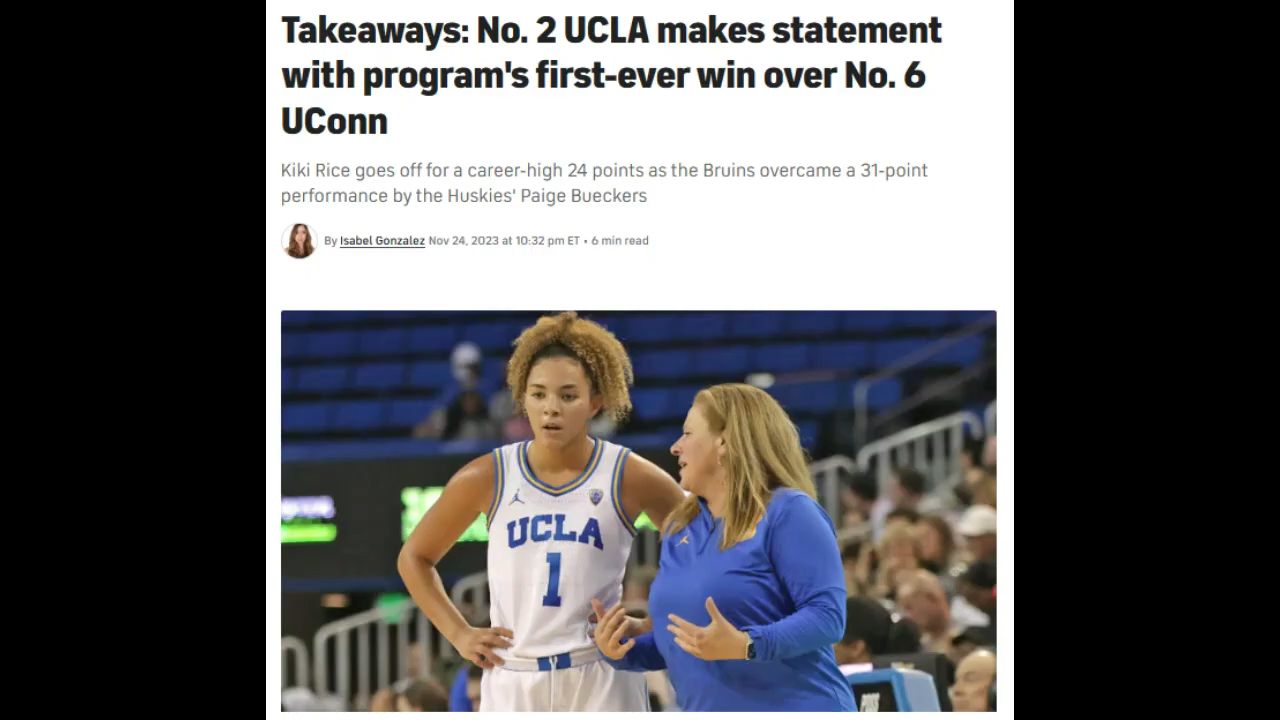 Takeaways: No. 2 UCLA makes statement
with program's first-ever win over No. 6
UConn
Kiki Rice goes off for a career-high 24 points as the Bruins overcame a 31-point
performance by the Huskies' Paige Bueckers
By Isabel Gonzalez Nov 24, 2023 at 10:32 pm ET • 6 min read
UCLA
1